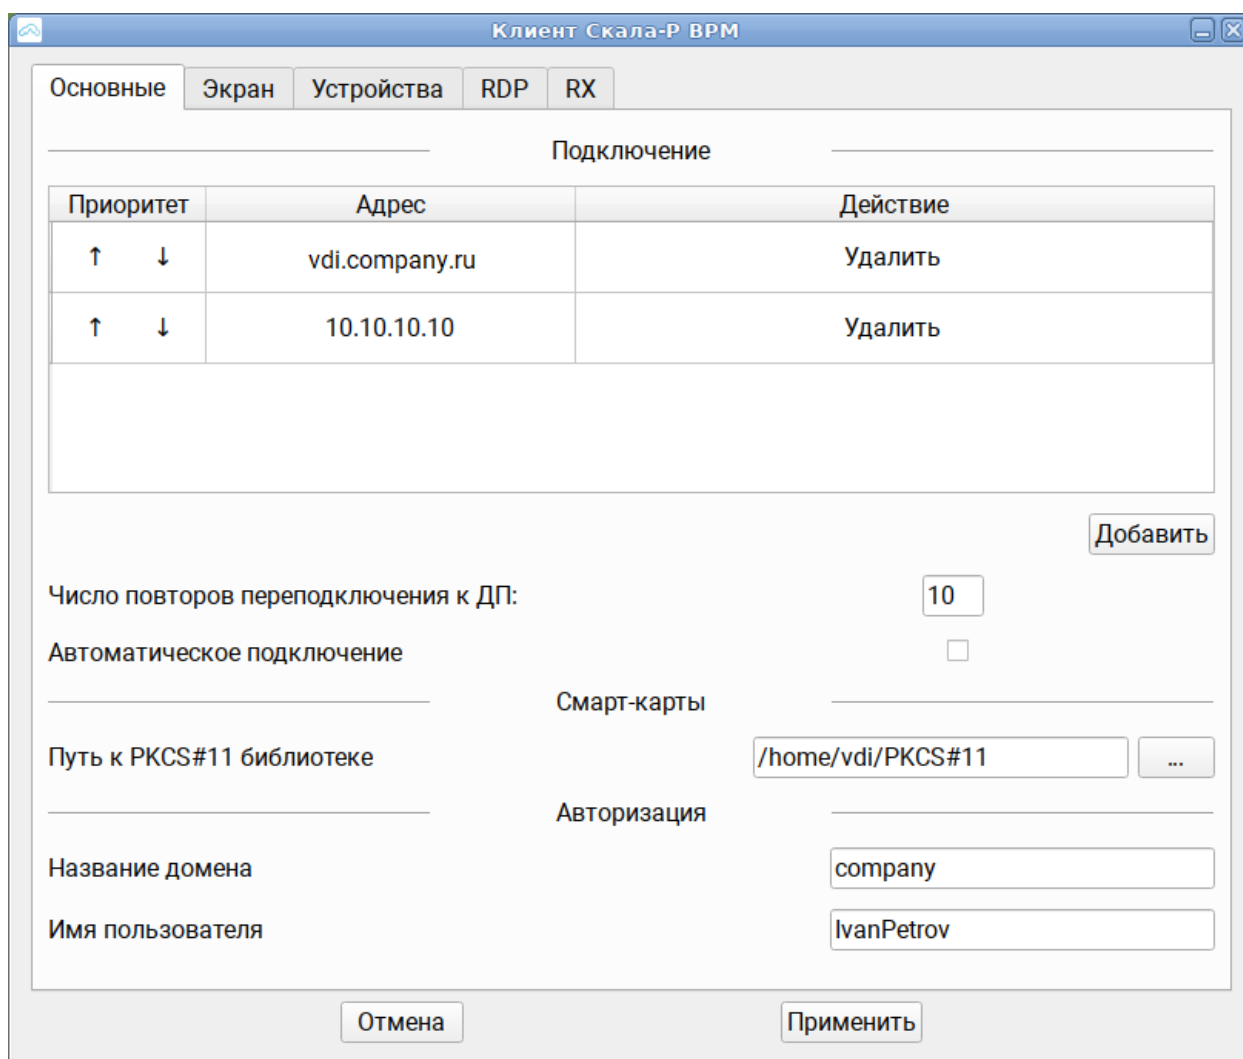 Клиент Скала-Р ВРМ
Основные Экран Устройства RDP RX
Подключение
Приоритет Адрес Действие
↑ ↓ vdi.company.ru Удалить
↑ ↓ 10.10.10.10 Удалить
Добавить
Число повторов переподключения к ДП: 10
Автоматическое подключение
Смарт-карты
Путь к PKCS#11 библиотеке /home/vdi/PKCS#11 ...
Авторизация
Название домена company
Имя пользователя IvanPetrov
Отмена Применить